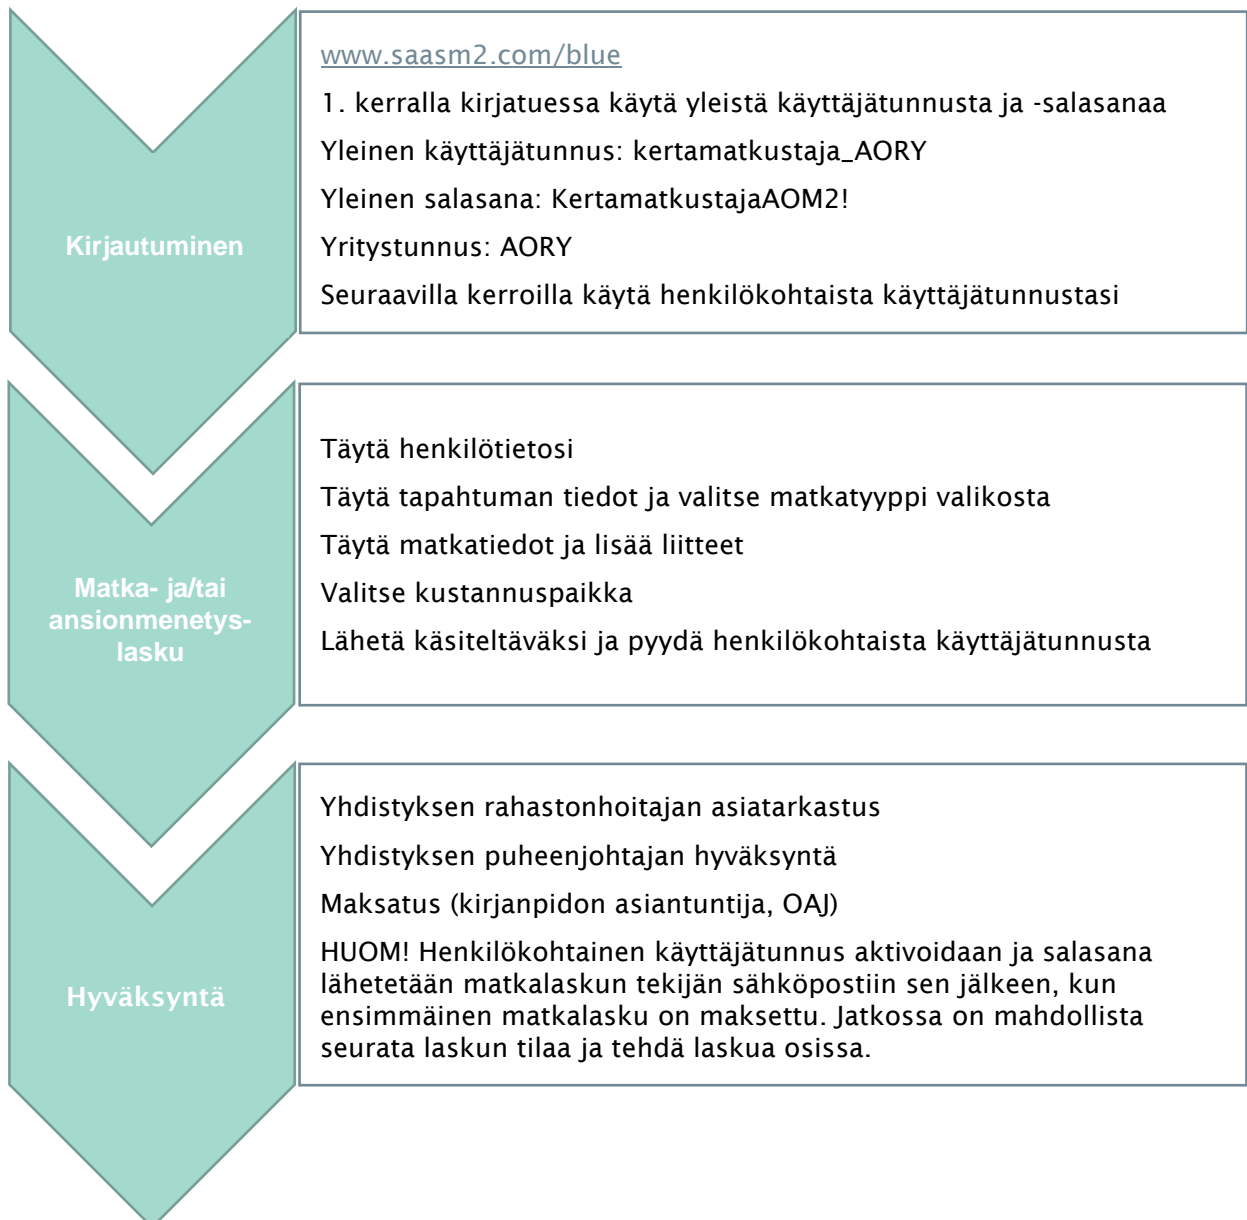 Kirjautuminen
www.saasm2.com/blue
1. kerralla kirjatuessa käytä yleistä käyttäjätunnusta ja -salasanaa
Yleinen käyttäjätunnus: kertamatkustaja_AORY
Yleinen salasana: KertamatkustajaAOM2!
Yritystunnus: AORY
Seuraavilla kerroilla käytä henkilökohtaista käyttäjätunnustasi
Matka- ja/tai
ansionmenetys-
lasku
Täytä henkilötietosi
Täytä tapahtuman tiedot ja valitse matkatyyppi valikosta
Täytä matkatiedot ja lisää liitteet
Valitse kustannuspaikka
Lähetä käsiteltäväksi ja pyydä henkilökohtaista käyttäjätunnusta
Hyväksyntä
Yhdistyksen rahastonhoitajan asiatarkastus
Yhdistyksen puheenjohtajan hyväksyntä
Maksatus (kirjanpidon asiantuntija, OAJ)
HUOM! Henkilökohtainen käyttäjätunnus aktivoidaan ja salasana
lähetetään matkalaskun tekijän sähköpostiin sen jälkeen, kun
ensimmäinen matkalasku on maksettu. Jatkossa on mahdollista
seurata laskun tilaa ja tehdä laskua osissa.